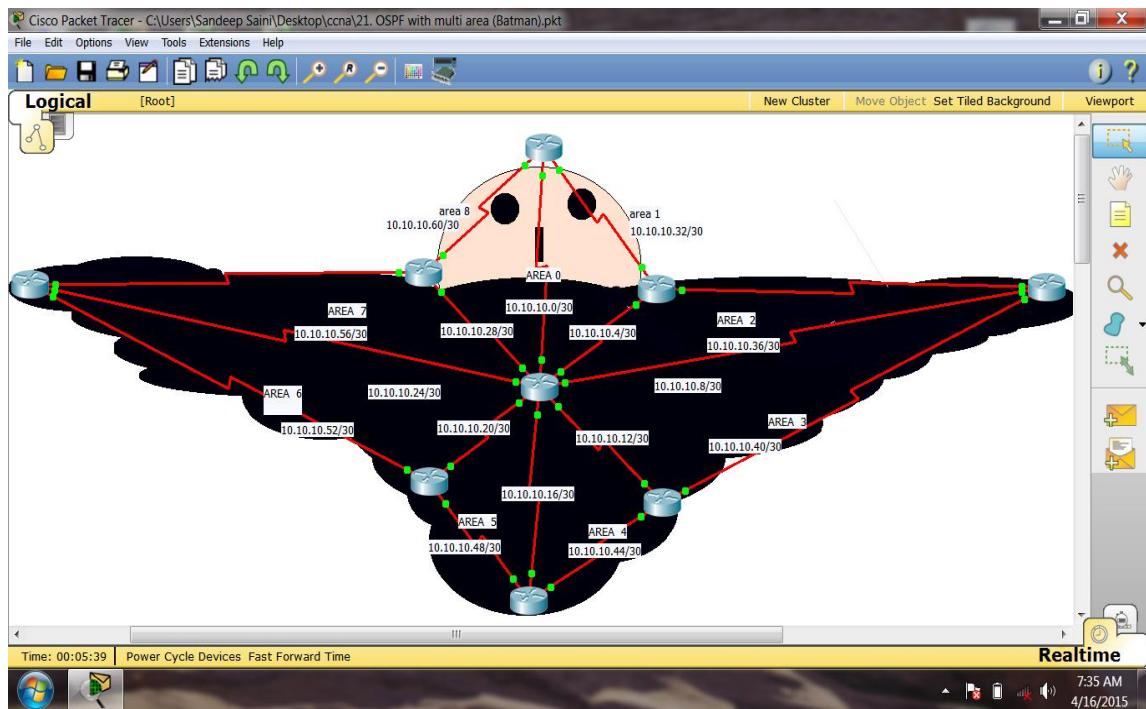 Cisco Packet Tracer - C:\Users\Sandeep Saini\Desktop\ccna\21. OSPF with multi area (Batman).pkt
File Edit Options View Tools Extensions Help
Logical [Root] New Cluster Move Object Set Tiled Background Viewport
area 8
10.10.10.60/30
area 1
10.10.10.32/30
AREA 0
10.10.10.0/30
AREA 7
10.10.10.56/30
10.10.10.28/30
10.10.10.4/30
AREA 2
10.10.10.36/30
10.10.10.24/30
10.10.10.8/30
AREA 6
10.10.10.52/30
10.10.10.20/30
10.10.10.12/30
AREA 3
10.10.10.40/30
10.10.10.16/30
AREA 5
10.10.10.48/30
AREA 4
10.10.10.44/30
Time: 00:05:39 Power Cycle Devices Fast Forward Time Realtime
7:35 AM
4/16/2015